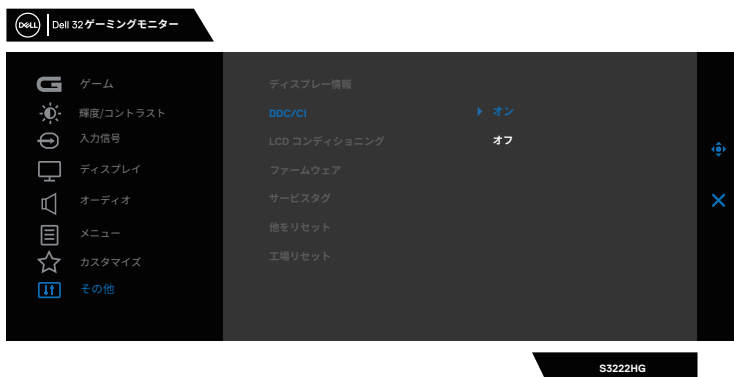 DELL Dell 32ゲーミングモニター
ゲーム
輝度/コントラスト
入力信号
ディスプレイ
オーディオ
メニュー
カスタマイズ
その他
ディスプレー情報
DDC/CI
オン
LCD コンディショニング
オフ
ファームウェア
サービスタグ
他をリセット
工場リセット
S3222HG